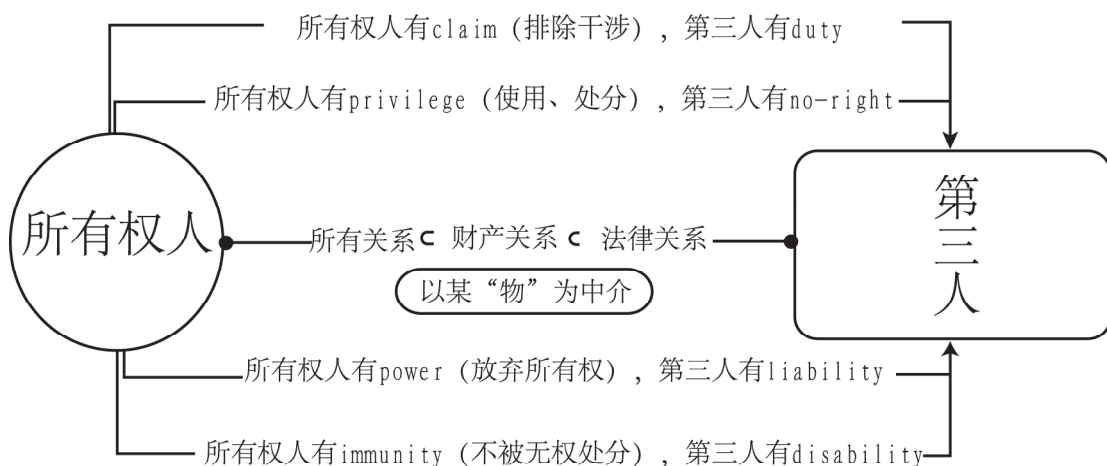 所有权人有claim（排除干涉），第三人有duty
所有权人有privilege（使用、处分），第三人有no-right
所有权人
所有关系⊂ 财产关系⊂ 法律关系
第三人
以某“物”为中介
所有权人有power（放弃所有权），第三人有liability
所有权人有immunity（不被无权处分），第三人有disability